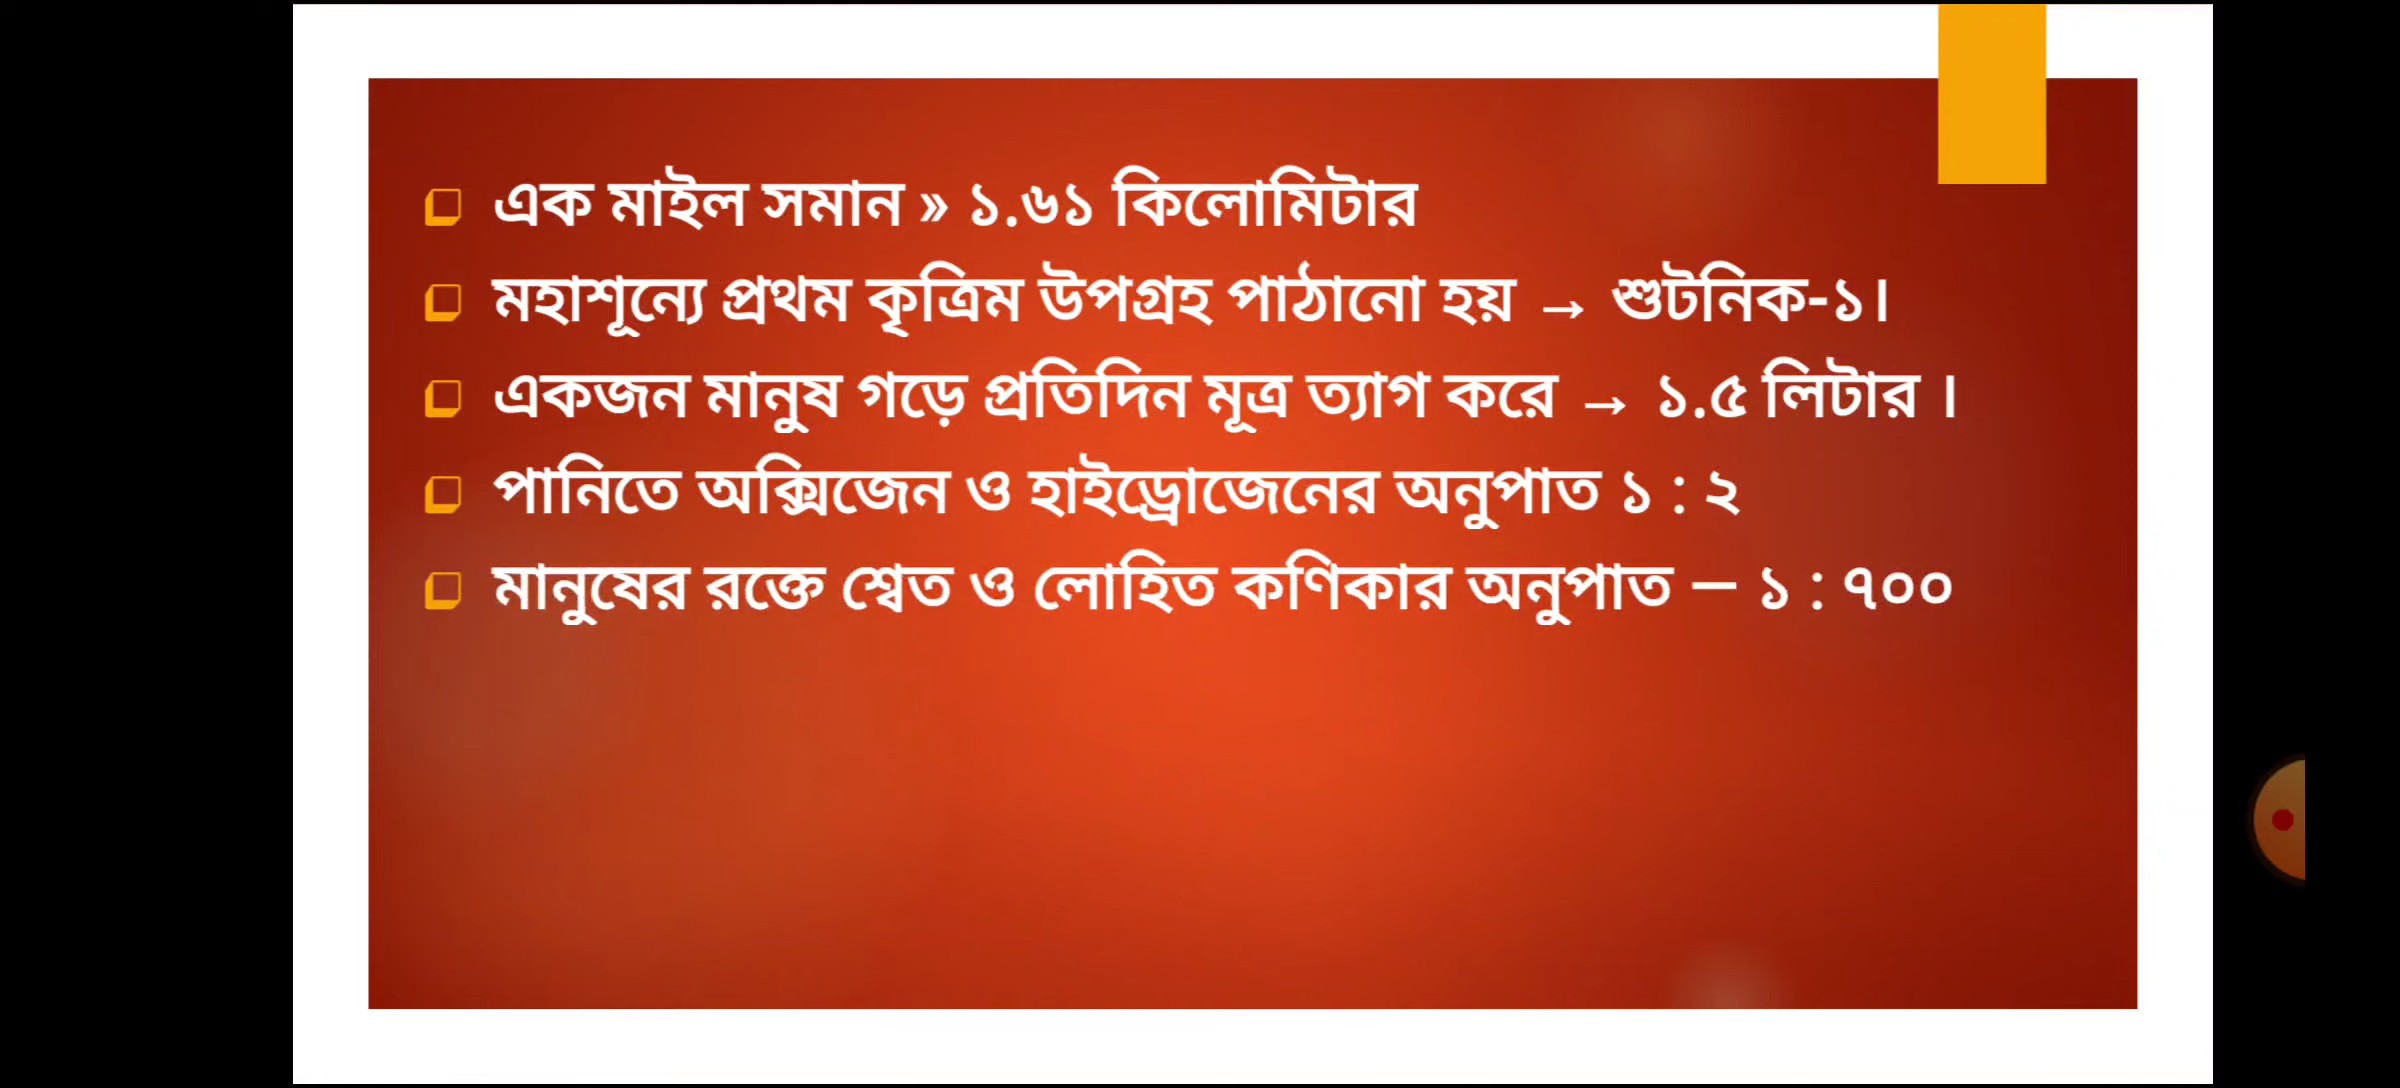 এক মাইল সমান » ১.৬১ কিলোমিটার
মহাশূন্যে প্রথম কৃত্রিম উপগ্রহ পাঠানো হয় → শুটনিক-১।
একজন মানুষ গড়ে প্রতিদিন মূত্র ত্যাগ করে → ১.৫ লিটার ।
পানিতে অক্সিজেন ও হাইড্রোজেনের অনুপাত ১ : ২
মানুষের রক্তে শ্বেত ও লোহিত কণিকার অনুপাত – ১ : ৭০০